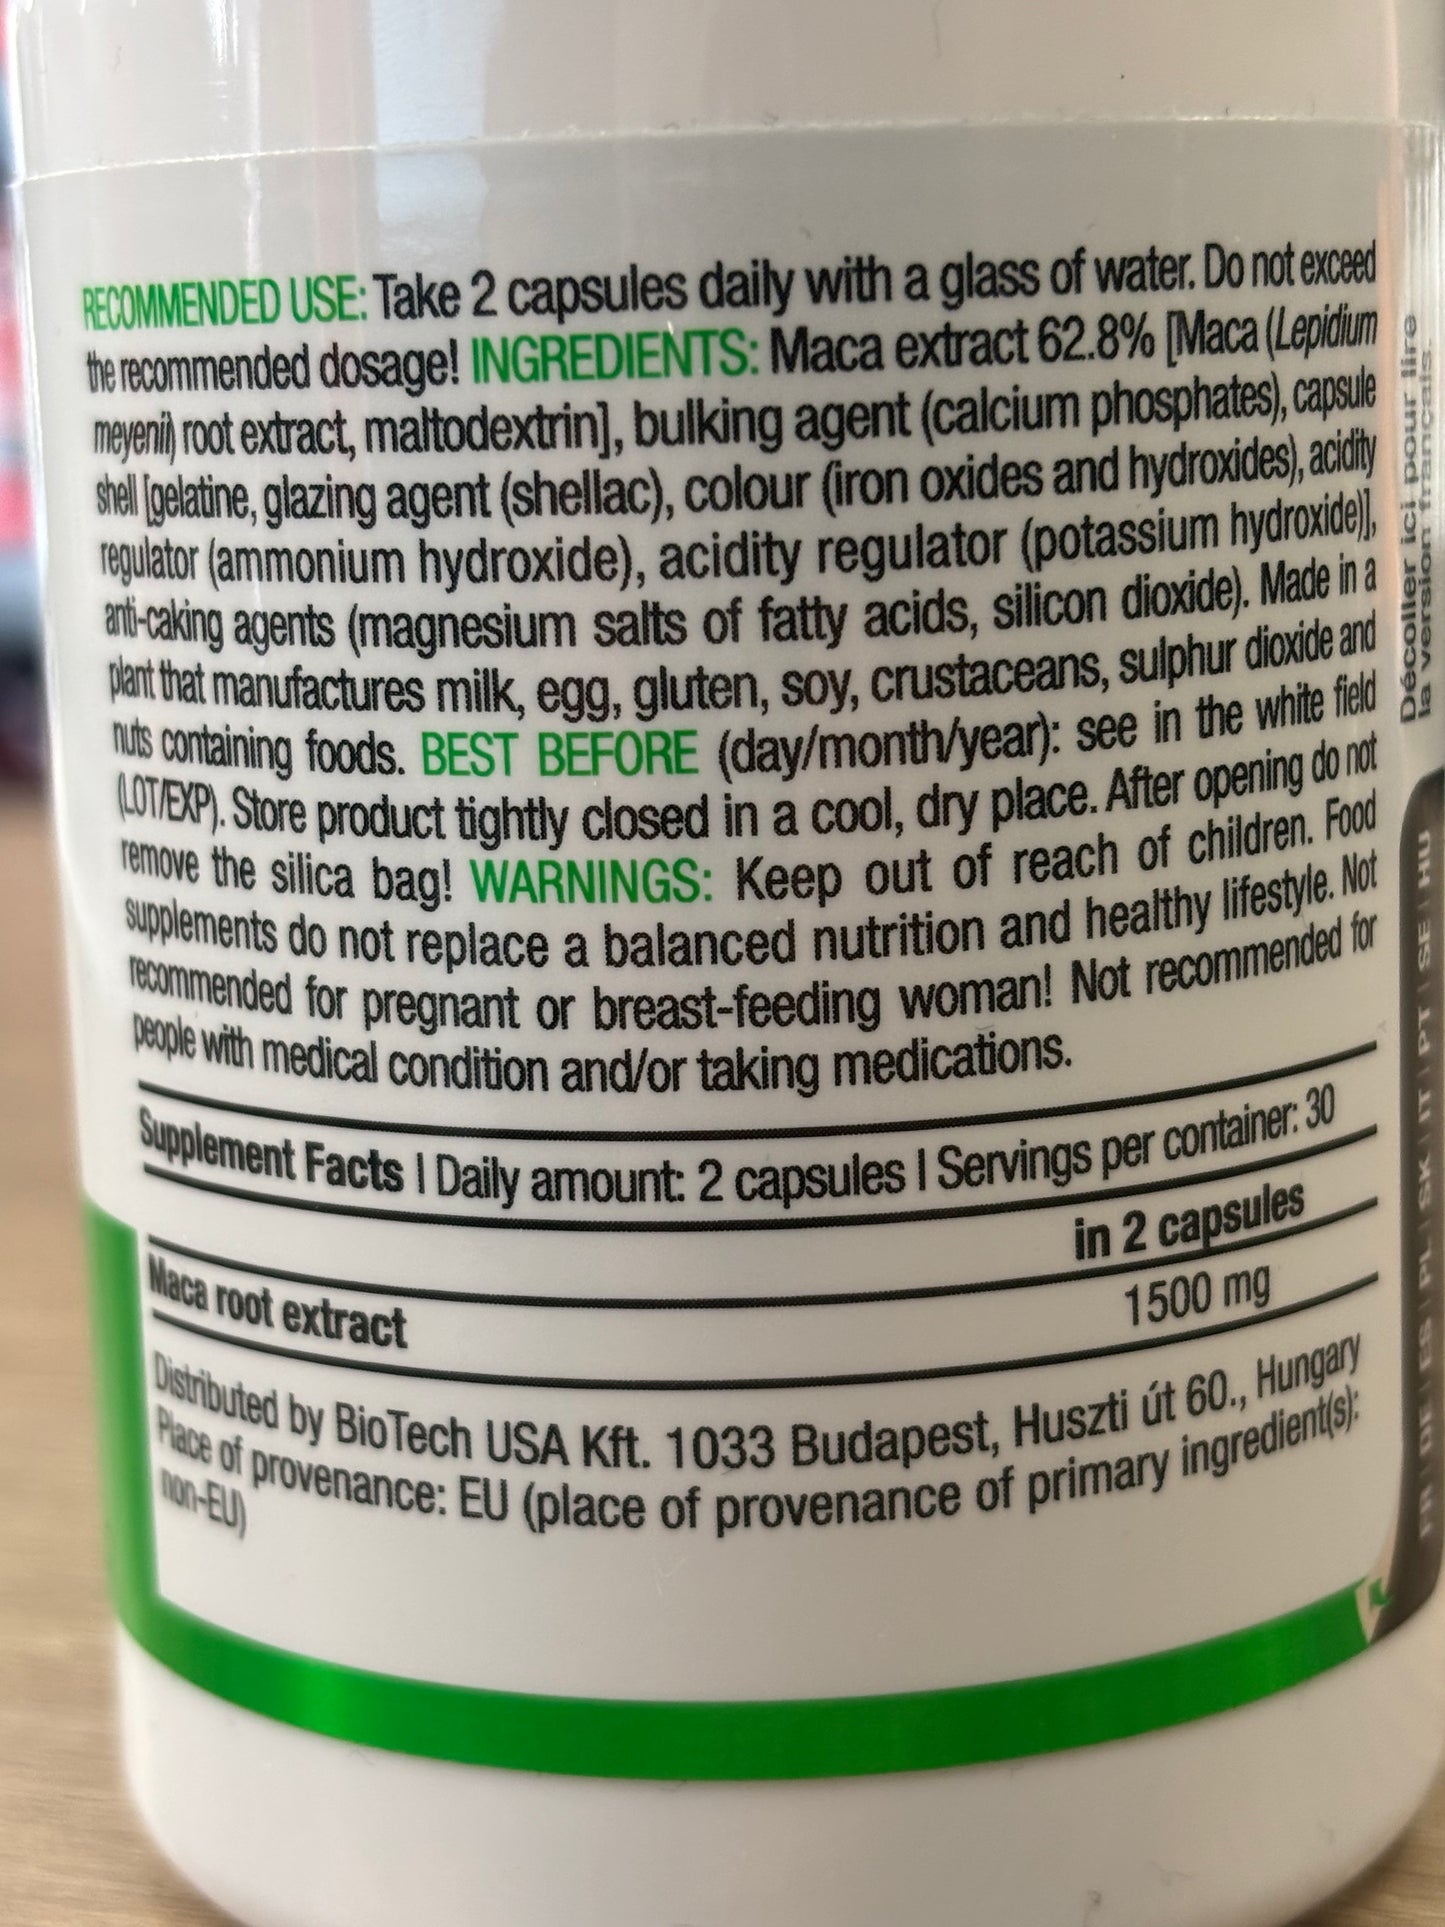 RECOMMENDED USE: Take 2 capsules daily with a glass of water. Do not exceed
the recommended dosage! INGREDIENTS: Maca extract 62.8% [Maca (Lepidium
meyenii) root extract, maltodextrin], bulking agent (calcium phosphates), capsule
shell [gelatine, glazing agent (shellac), colour (iron oxides and hydroxides), acidity
regulator (ammonium hydroxide), acidity regulator (potassium hydroxide)],
anti-caking agents (magnesium salts of fatty acids, silicon dioxide). Made in a
plant that manufactures milk, egg, gluten, soy, crustaceans, sulphur dioxide and
nuts containing foods. BEST BEFORE (day/month/year): see in the white field
(LOT/EXP). Store product tightly closed in a cool, dry place. After opening do not
remove the silica bag! WARNINGS: Keep out of reach of children. Food
supplements do not replace a balanced nutrition and healthy lifestyle. Not
recommended for pregnant or breast-feeding woman! Not recommended for
people with medical condition and/or taking medications.
Supplement Facts | Daily amount: 2 capsules | Servings per container: 30
in 2 capsules
Maca root extract 1500 mg
Distributed by BioTech USA Kft. 1033 Budapest, Huszti út 60., Hungary
Place of provenance: EU (place of provenance of primary ingredient(s):
non-EU)
Décoller ici pour lire
la version française.
FR | DE | ES | PL | SK | IT | PT | SE | HU